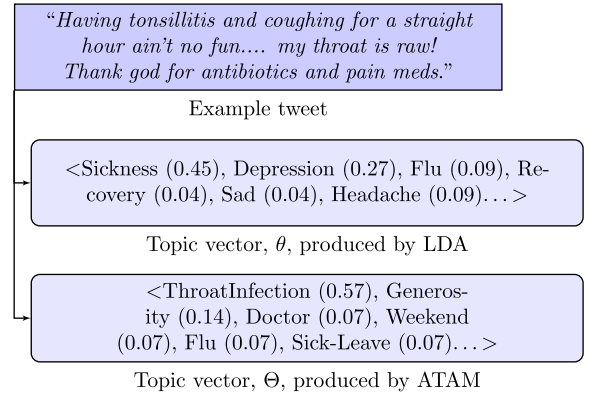 “Having tonsillitis and coughing for a straight
hour ain’t no fun.... my throat is raw!
Thank god for antibiotics and pain meds.”
Example tweet
<Sickness (0.45), Depression (0.27), Flu (0.09), Re-
covery (0.04), Sad (0.04), Headache (0.09)...>
Topic vector, θ, produced by LDA
<ThroatInfection (0.57), Generos-
ity (0.14), Doctor (0.07), Weekend
(0.07), Flu (0.07), Sick-Leave (0.07)...>
Topic vector, Θ, produced by ATAM